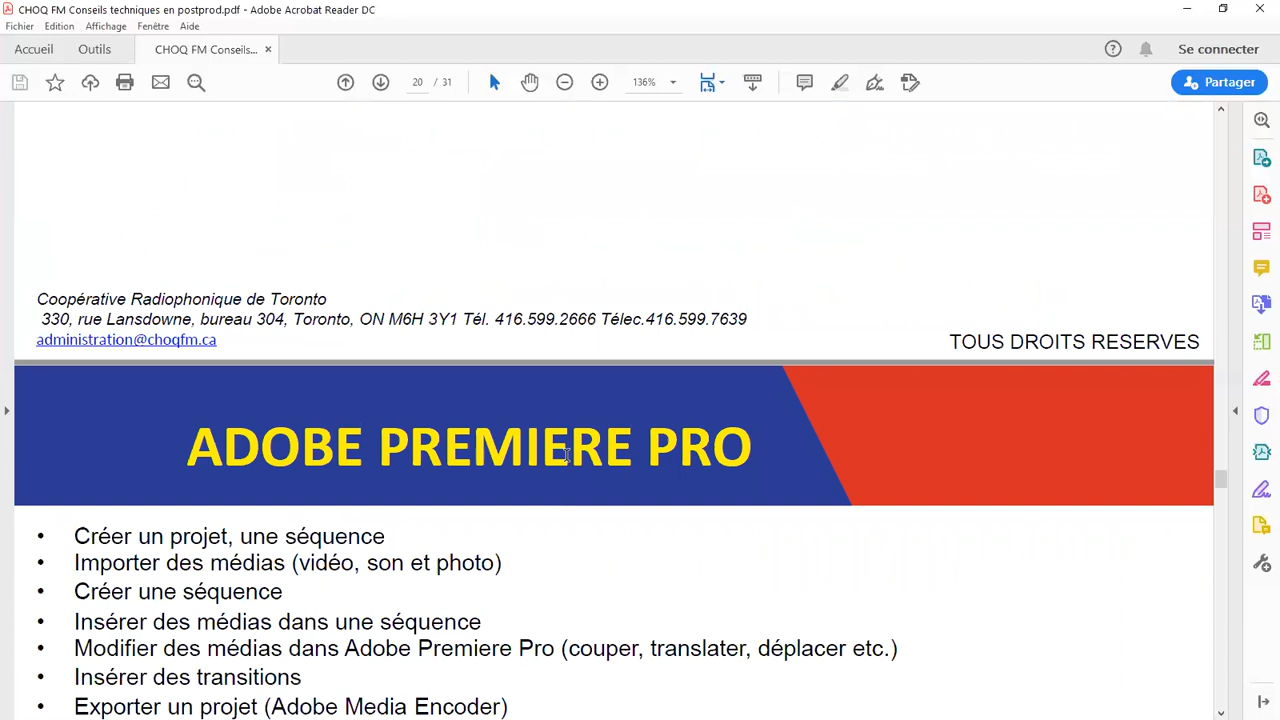 CHOQ FM Conseils techniques en postprod.pdf - Adobe Acrobat Reader DC
Fichier Edition Affichage Fenêtre Aide
Accueil Outils CHOQ FM Conseils... × Se connecter
20 / 31 136% Partager
Coopérative Radiophonique de Toronto
330, rue Lansdowne, bureau 304, Toronto, ON M6H 3Y1 Tél. 416.599.2666 Télec.416.599.7639
administration@choqfm.ca TOUS DROITS RESERVES
ADOBE PREMIERE PRO
• Créer un projet, une séquence
• Importer des médias (vidéo, son et photo)
• Créer une séquence
• Insérer des médias dans une séquence
• Modifier des médias dans Adobe Premiere Pro (couper, translater, déplacer etc.)
• Insérer des transitions
• Exporter un projet (Adobe Media Encoder)